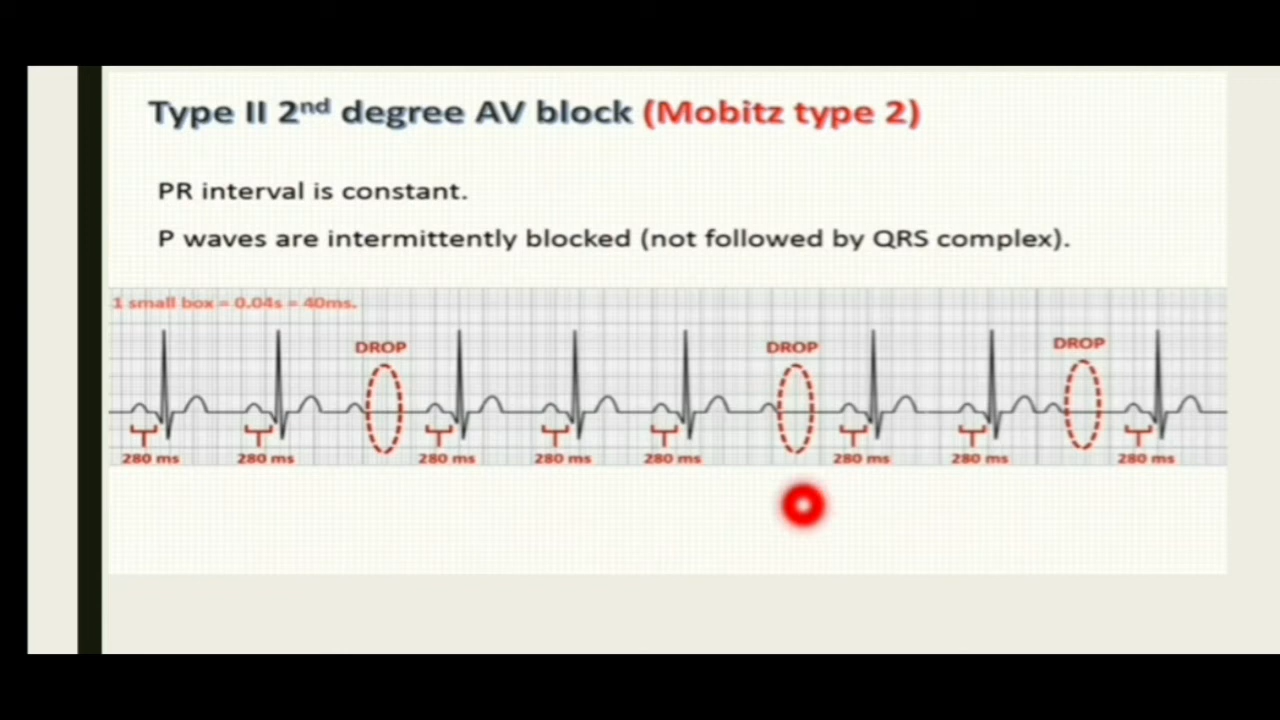 Type II 2nd degree AV block (Mobitz type 2)
PR interval is constant.
P waves are intermittently blocked (not followed by QRS complex).
1 small box = 0.04s = 40ms.
DROP DROP DROP
280 ms 280 ms 280 ms 280 ms 280 ms 280 ms 280 ms 280 ms